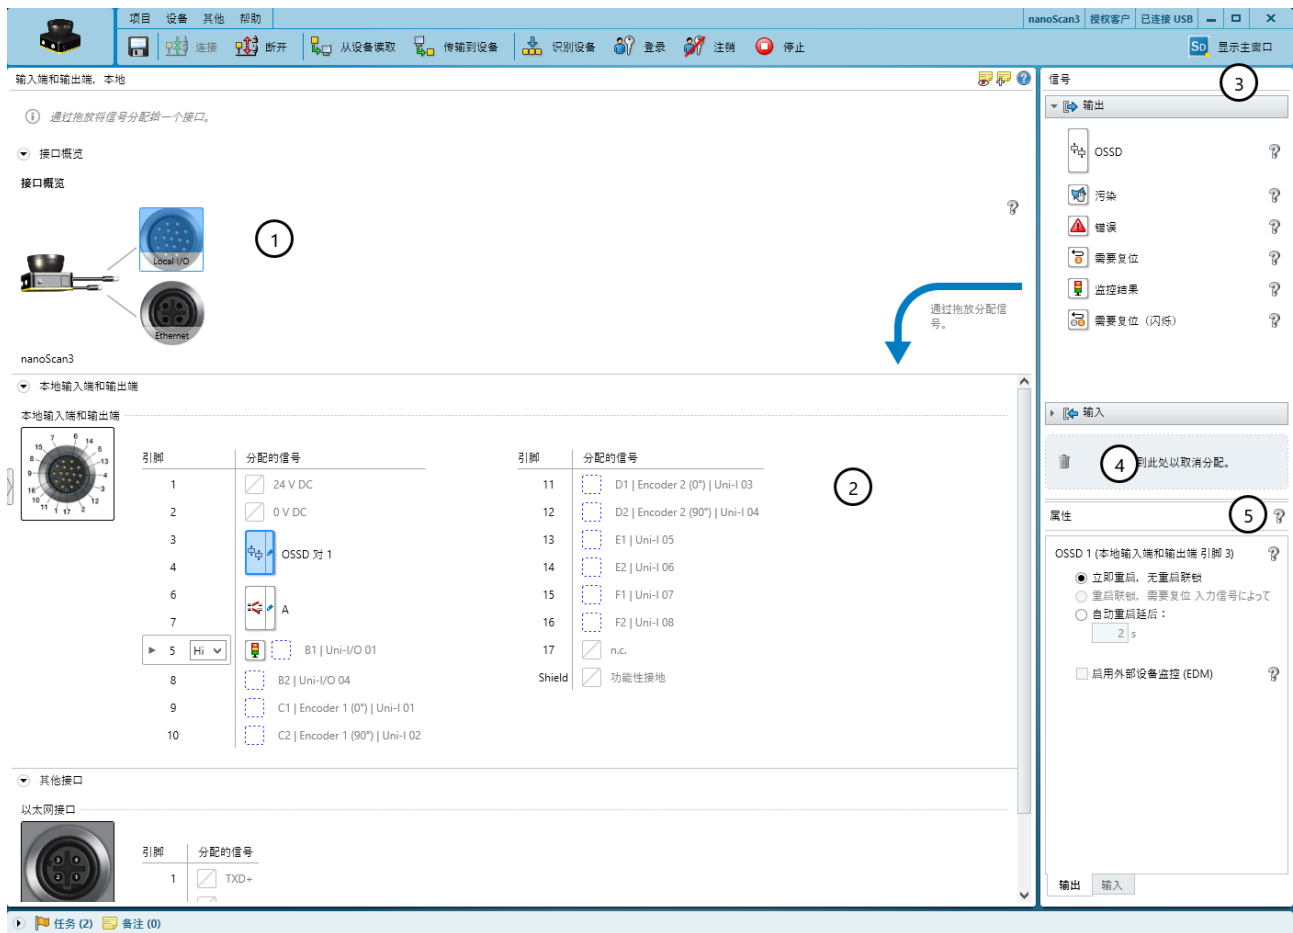 项目 设备 其他 帮助
nanoScan3 授权客户 已连接 USB
连接 断开 从设备读取 传输到设备 识别设备 登录 注销 停止
SD 显示主窗口
输入端和输出端, 本地
通过拖放将信号分配给一个接口。
接口概览
接口概览
Local I/O
1
Ethernet
nanoScan3
通过拖放分配信
号。
本地输入端和输出端
本地输入端和输出端
引脚 分配的信号
1 24 V DC
2 0 V DC
3
4 OSSD 对 1
6
7 A
5 Hi B1 | Uni-I/O 01
8 B2 | Uni-I/O 04
9 C1 | Encoder 1 (0°) | Uni-I 01
10 C2 | Encoder 1 (90°) | Uni-I 02
引脚 分配的信号
11 D1 | Encoder 2 (0°) | Uni-I 03
12 D2 | Encoder 2 (90°) | Uni-I 04
13 E1 | Uni-I 05
14 E2 | Uni-I 06
15 F1 | Uni-I 07
16 F2 | Uni-I 08
17 n.c.
Shield 功能性接地
2
其他接口
以太网接口
引脚 分配的信号
1 TXD+
信号
3
输出
OSSD
污染
错误
需要复位
监控结果
需要复位 (闪烁)
输入
4 到此处以取消分配。
属性
5
OSSD 1 (本地输入端和输出端 引脚 3)
立即重启, 无重启联锁
重启联锁, 需要复位 入力信号によって
自动重启延后:
2 s
启用外部设备监控 (EDM)
输出 输入
任务 (2) 备注 (0)